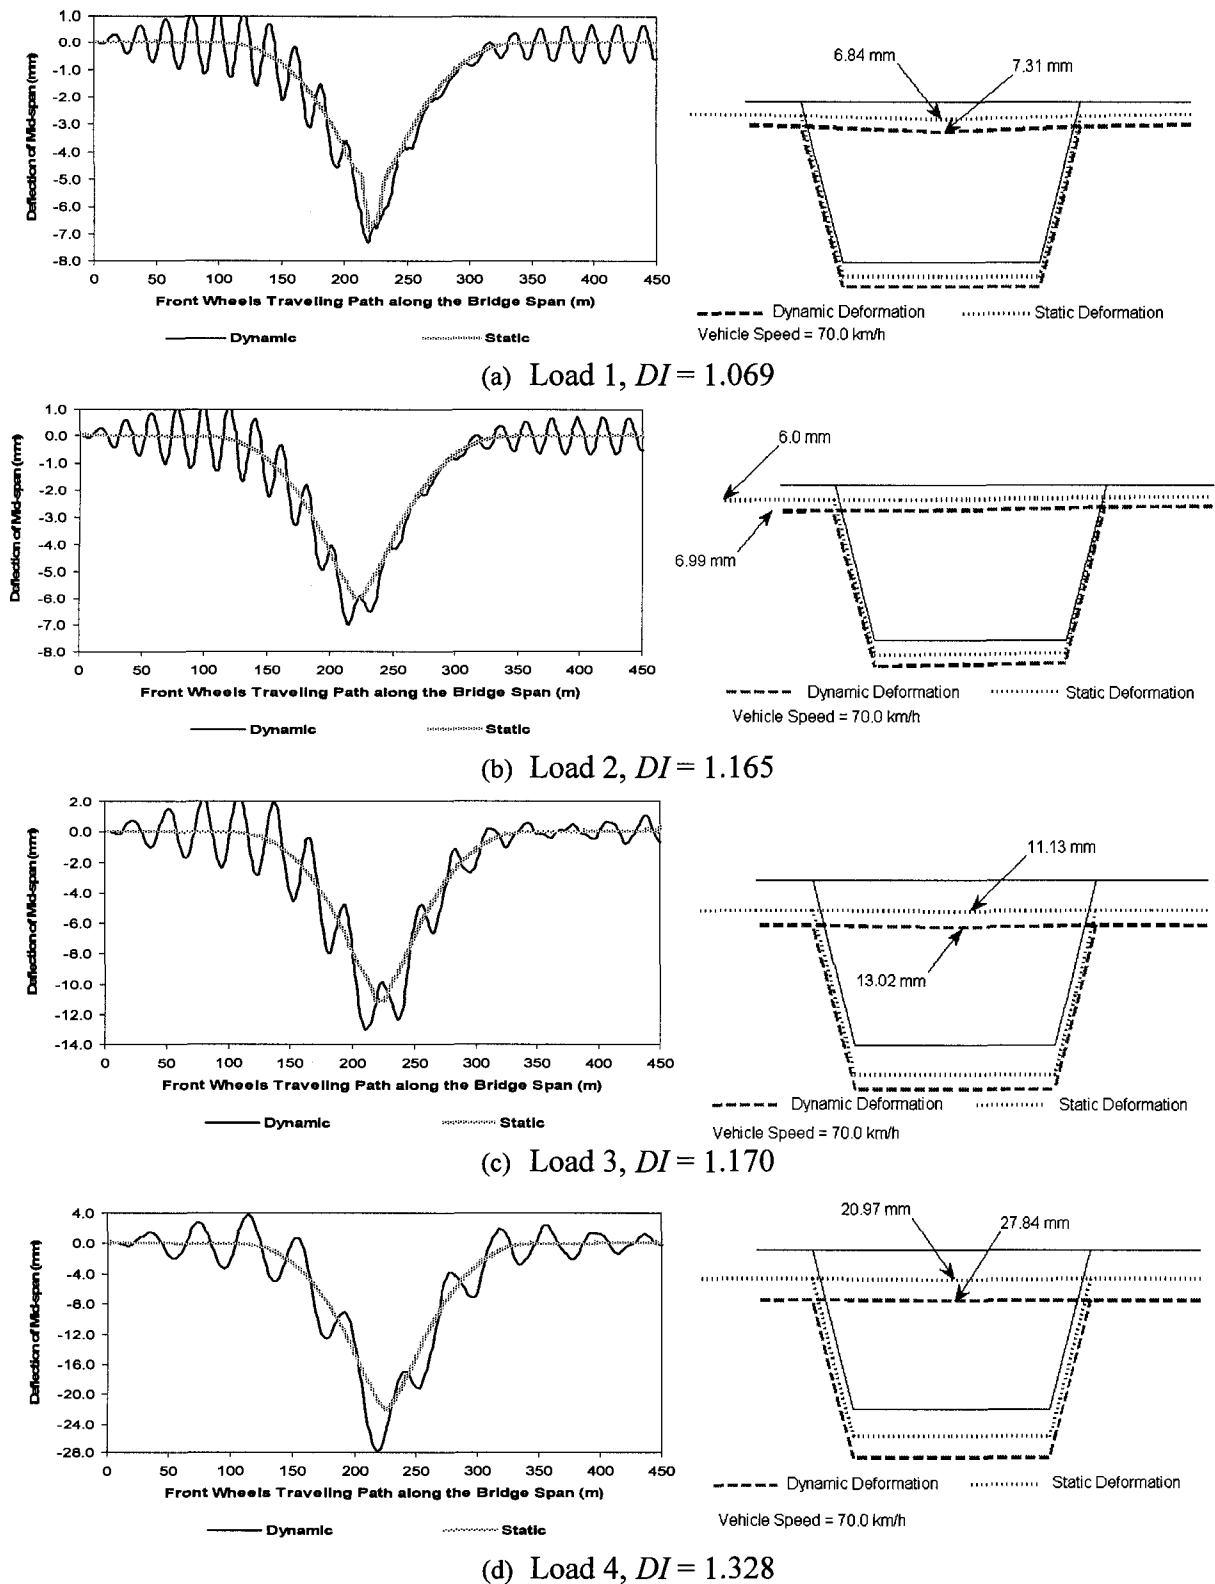 1.0
0.0
-1.0
-2.0
-3.0
-4.0
-5.0
-6.0
-7.0
-8.0
Deflection of Mid-span (mm)
0 50 100 150 200 250 300 350 400 450
Front Wheels Traveling Path along the Bridge Span (m)
Dynamic Static
6.84 mm
7.31 mm
Dynamic Deformation Static Deformation
Vehicle Speed = 70.0 km/h
(a) Load 1, DI = 1.069
1.0
0.0
-1.0
-2.0
-3.0
-4.0
-5.0
-6.0
-7.0
-8.0
Deflection of Mid-span (mm)
0 50 100 150 200 250 300 350 400 450
Front Wheels Traveling Path along the Bridge Span (m)
Dynamic Static
6.0 mm
6.99 mm
Dynamic Deformation Static Deformation
Vehicle Speed = 70.0 km/h
(b) Load 2, DI = 1.165
2.0
0.0
-2.0
-4.0
-6.0
-8.0
-10.0
-12.0
-14.0
Deflection of Mid-span (mm)
0 50 100 150 200 250 300 350 400 450
Front Wheels Traveling Path along the Bridge Span (m)
Dynamic Static
11.13 mm
13.02 mm
Dynamic Deformation Static Deformation
Vehicle Speed = 70.0 km/h
(c) Load 3, DI = 1.170
4.0
0.0
-4.0
-8.0
-12.0
-16.0
-20.0
-24.0
-28.0
Deflection of Mid-span (mm)
0 50 100 150 200 250 300 350 400 450
Front Wheels Traveling Path along the Bridge Span (m)
Dynamic Static
20.97 mm
27.84 mm
Dynamic Deformation Static Deformation
Vehicle Speed = 70.0 km/h
(d) Load 4, DI = 1.328